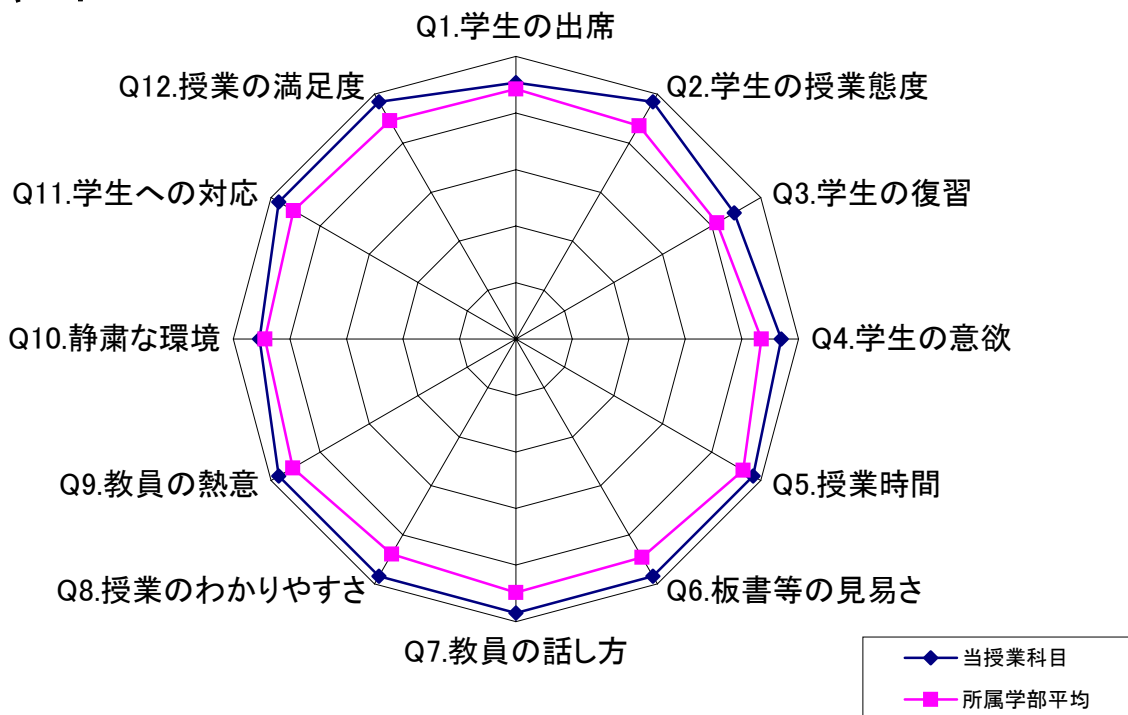 Q1.学生の出席
Q2.学生の授業態度
Q3.学生の復習
Q4.学生の意欲
Q5.授業時間
Q6.板書等の見易さ
Q7.教員の話し方
Q8.授業のわかりやすさ
Q9.教員の熱意
Q10.静粛な環境
Q11.学生への対応
Q12.授業の満足度
当授業科目
所属学部平均